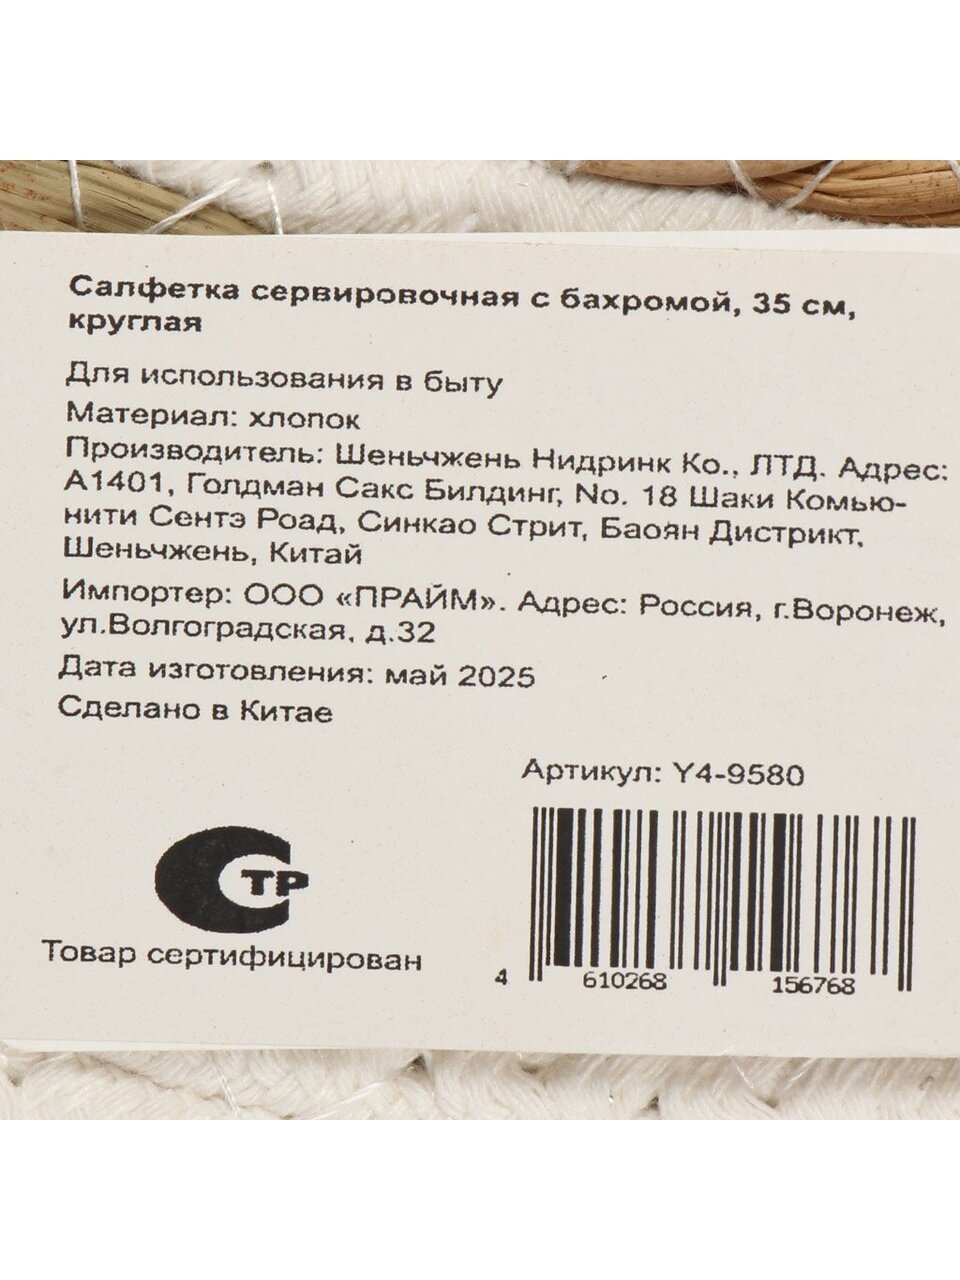 Салфетка сервировочная с бахромой, 35 см,
круглая
Для использования в быту
Материал: хлопок
Производитель: Шеньчжень Нидринк Ко., ЛТД. Адрес:
А1401, Голдман Сакс Билдинг, No. 18 Шаки Комью-
нити Сентэ Роад, Синкао Стрит, Баоян Дистрикт,
Шеньчжень, Китай
Импортер: ООО «ПРАЙМ». Адрес: Россия, г.Воронеж,
ул.Волгоградская, д.32
Дата изготовления: май 2025
Сделано в Китае
Артикул: Y4-9580
ТР
Товар сертифицирован
4 610268 156768